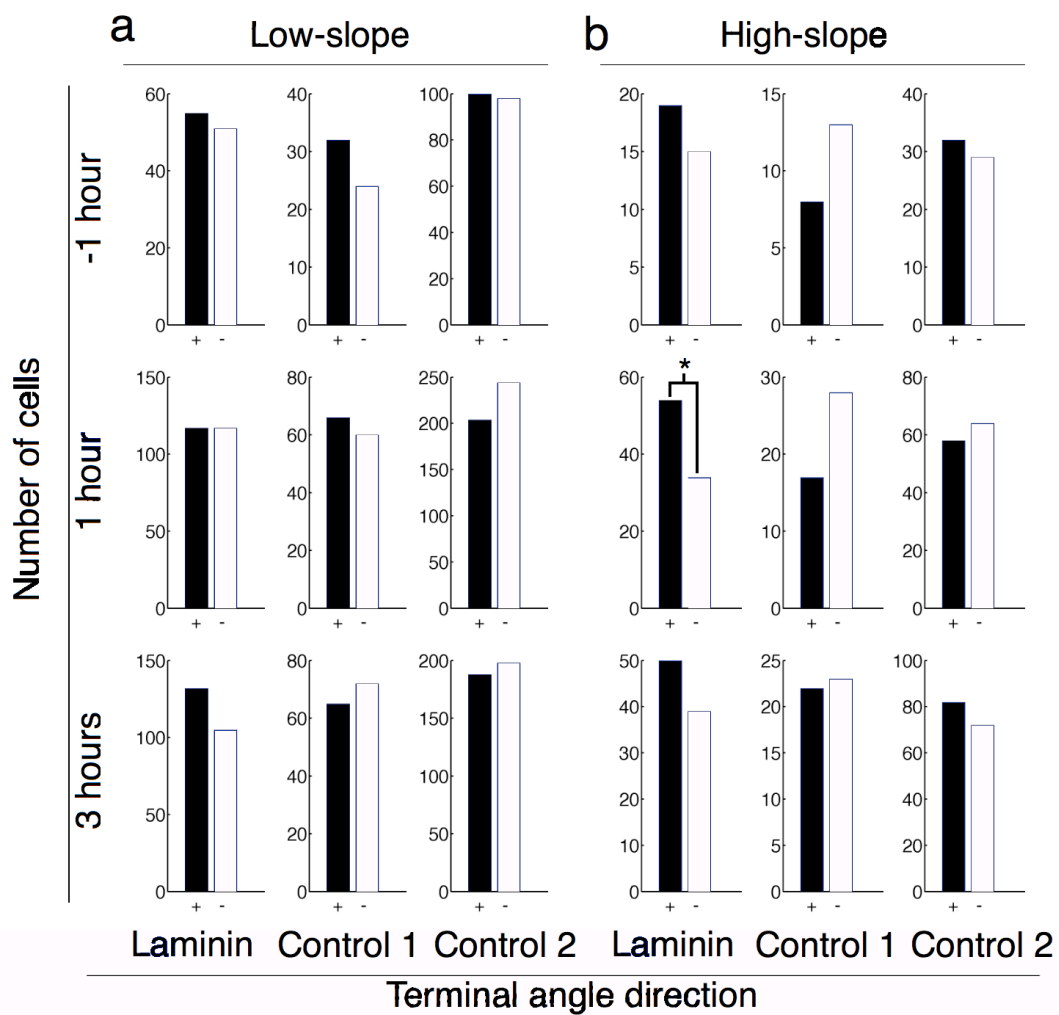 a Low-slope b High-slope
60 40 100 20 15 40
40 30 80 15 10 30
20 20 60 10 5 20
0 10 40 5 0 10
0 20 0 0
0
+ - + - + - + - + - + -
-1 hour
150 80 250 60 * 30 80
100 60 200 40 20 60
50 40 150 20 10 40
0 20 100 0 0 20
0 50 0
0
+ - + - + - + - + - + -
1 hour
Number of cells
150 80 200 50 25 100
100 60 150 40 20 80
50 40 100 30 15 60
0 20 50 20 10 40
0 0 10 5 20
0 0 0
+ - + - + - + - + - + -
3 hours
Laminin Control 1 Control 2 Laminin Control 1 Control 2
Terminal angle direction